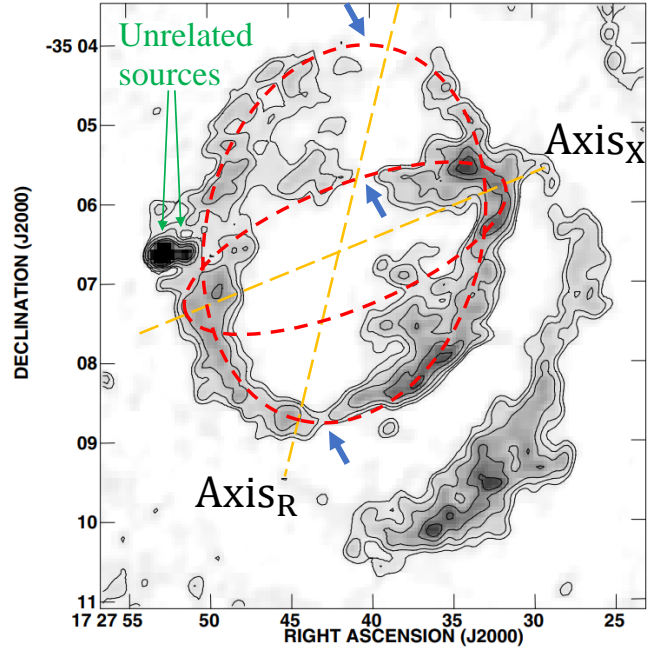 -35 04
Unrelated
sources
05
Axis_X
06
DECLINATION (J2000)
07
08
09
Axis_R
10
11
17 27 55 50 45 40 35 30 25
RIGHT ASCENSION (J2000)